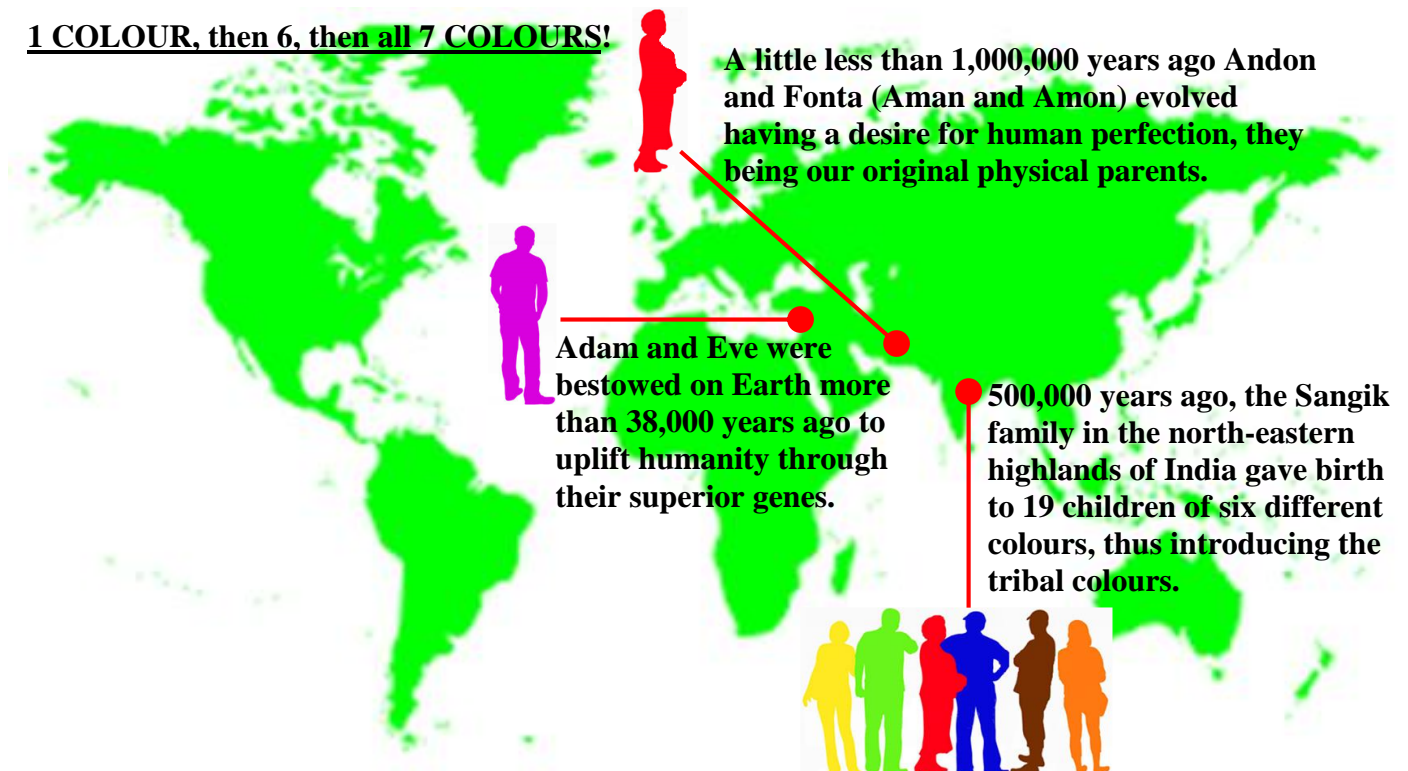 1 COLOUR, then 6, then all 7 COLOURS!
A little less than 1,000,000 years ago Andon
and Fonta (Aman and Amon) evolved
having a desire for human perfection, they
being our original physical parents.
Adam and Eve were
bestowed on Earth more
than 38,000 years ago to
uplift humanity through
their superior genes.
500,000 years ago, the Sangik
family in the north-eastern
highlands of India gave birth
to 19 children of six different
colours, thus introducing the
tribal colours.